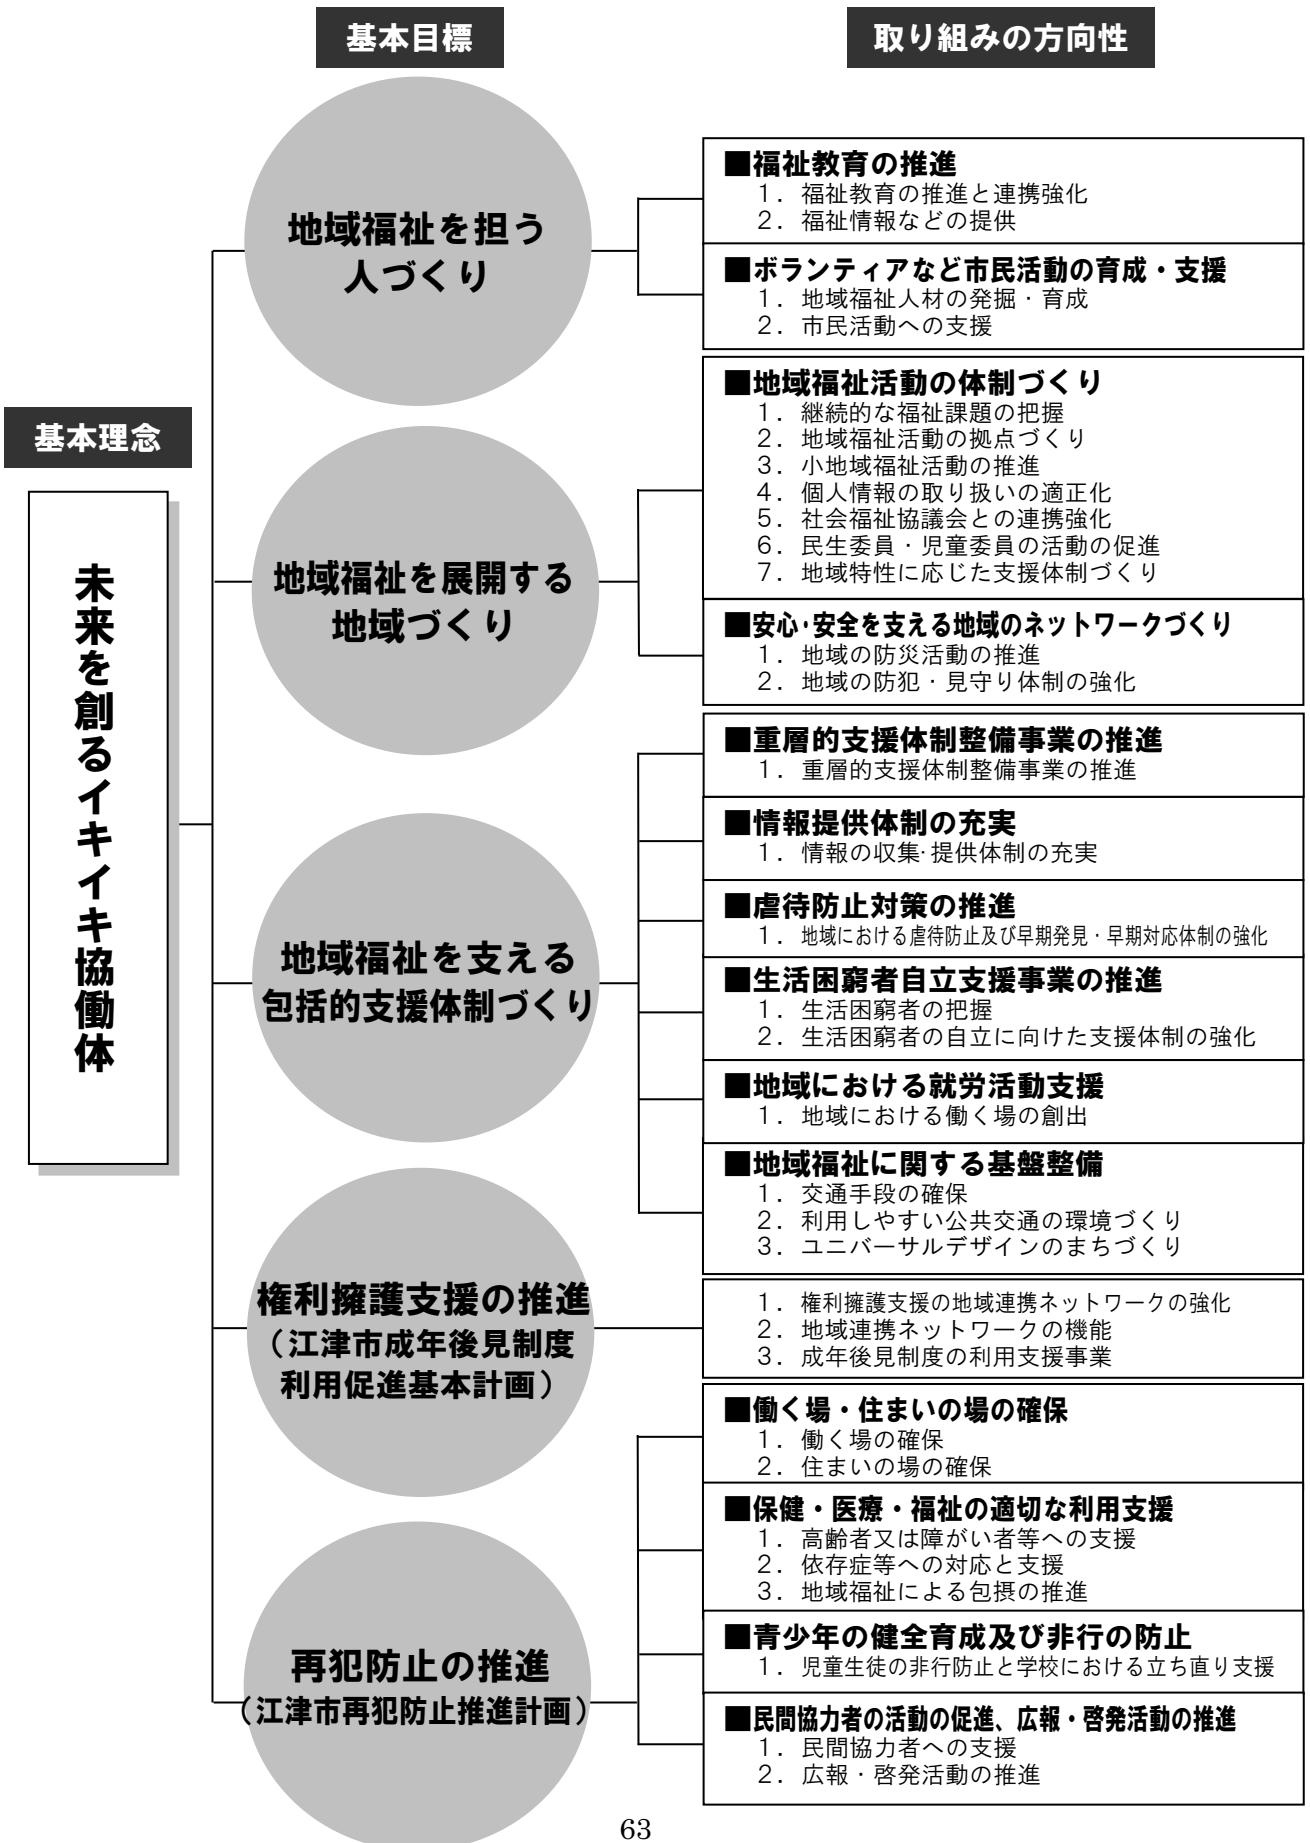 基本目標
取り組みの方向性
基本理念
未来を創るイキイキ協働体
地域福祉を担う
人づくり
■福祉教育の推進
1．福祉教育の推進と連携強化
2．福祉情報などの提供
■ボランティアなど市民活動の育成・支援
1．地域福祉人材の発掘・育成
2．市民活動への支援
地域福祉を展開する
地域づくり
■地域福祉活動の体制づくり
1．継続的な福祉課題の把握
2．地域福祉活動の拠点づくり
3．小地域福祉活動の推進
4．個人情報の取り扱いの適正化
5．社会福祉協議会との連携強化
6．民生委員・児童委員の活動の促進
7．地域特性に応じた支援体制づくり
■安心・安全を支える地域のネットワークづくり
1．地域の防災活動の推進
2．地域の防犯・見守り体制の強化
地域福祉を支える
包括的支援体制づくり
■重層的支援体制整備事業の推進
1．重層的支援体制整備事業の推進
■情報提供体制の充実
1．情報の収集・提供体制の充実
■虐待防止対策の推進
1．地域における虐待防止及び早期発見・早期対応体制の強化
■生活困窮者自立支援事業の推進
1．生活困窮者の把握
2．生活困窮者の自立に向けた支援体制の強化
■地域における就労活動支援
1．地域における働く場の創出
■地域福祉に関する基盤整備
1．交通手段の確保
2．利用しやすい公共交通の環境づくり
3．ユニバーサルデザインのまちづくり
権利擁護支援の推進
（江津市成年後見制度
利用促進基本計画）
1．権利擁護支援の地域連携ネットワークの強化
2．地域連携ネットワークの機能
3．成年後見制度の利用支援事業
再犯防止の推進
（江津市再犯防止推進計画）
■働く場・住まいの場の確保
1．働く場の確保
2．住まいの場の確保
■保健・医療・福祉の適切な利用支援
1．高齢者又は障がい者等への支援
2．依存症等への対応と支援
3．地域福祉による包摂の推進
■青少年の健全育成及び非行の防止
1．児童生徒の非行防止と学校における立ち直り支援
■民間協力者の活動の促進、広報・啓発活動の推進
1．民間協力者への支援
2．広報・啓発活動の推進
63